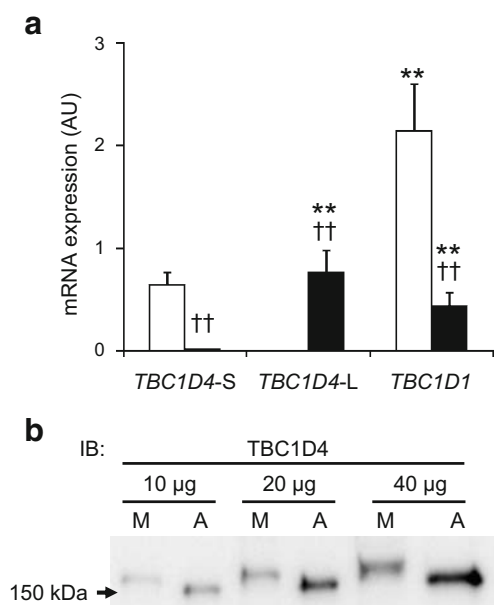 a
mRNA expression (AU)
3
2
1
0
**
††
**
††
**
**
††
TBC1D4-S TBC1D4-L TBC1D1
b
IB: TBC1D4
10 µg 20 µg 40 µg
M A M A M A
150 kDa